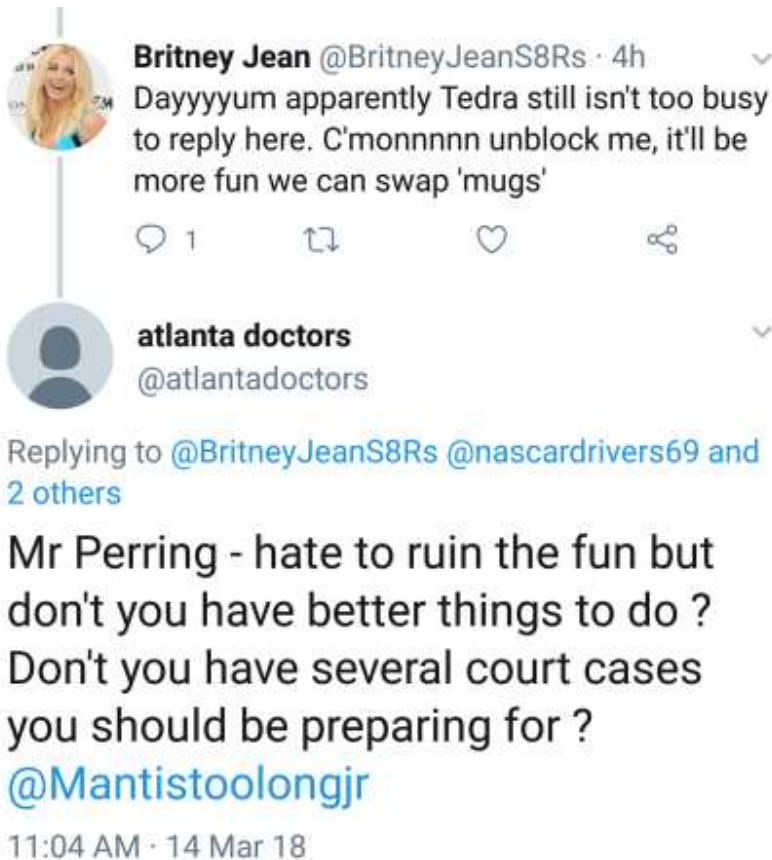 Britney Jean @BritneyJeanS8Rs · 4h
Dayyyyum apparently Tedra still isn't too busy
to reply here. C'monnnnn unblock me, it'll be
more fun we can swap 'mugs'
1
atlanta doctors
@atlantadoctors
Replying to @BritneyJeanS8Rs @nascardrivers69 and
2 others
Mr Perring - hate to ruin the fun but
don't you have better things to do ?
Don't you have several court cases
you should be preparing for ?
@Mantistoolongjr
11:04 AM · 14 Mar 18